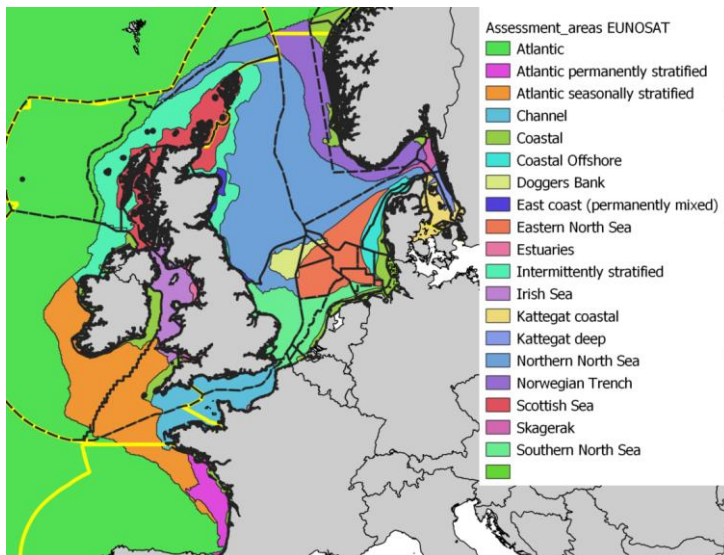 Assessment_areas EUNOSAT
Atlantic
Atlantic permanently stratified
Atlantic seasonally stratified
Channel
Coastal
Coastal Offshore
Doggers Bank
East coast (permanently mixed)
Eastern North Sea
Estuaries
Intermittently stratified
Irish Sea
Kattegat coastal
Kattegat deep
Northern North Sea
Norwegian Trench
Scottish Sea
Skagerak
Southern North Sea